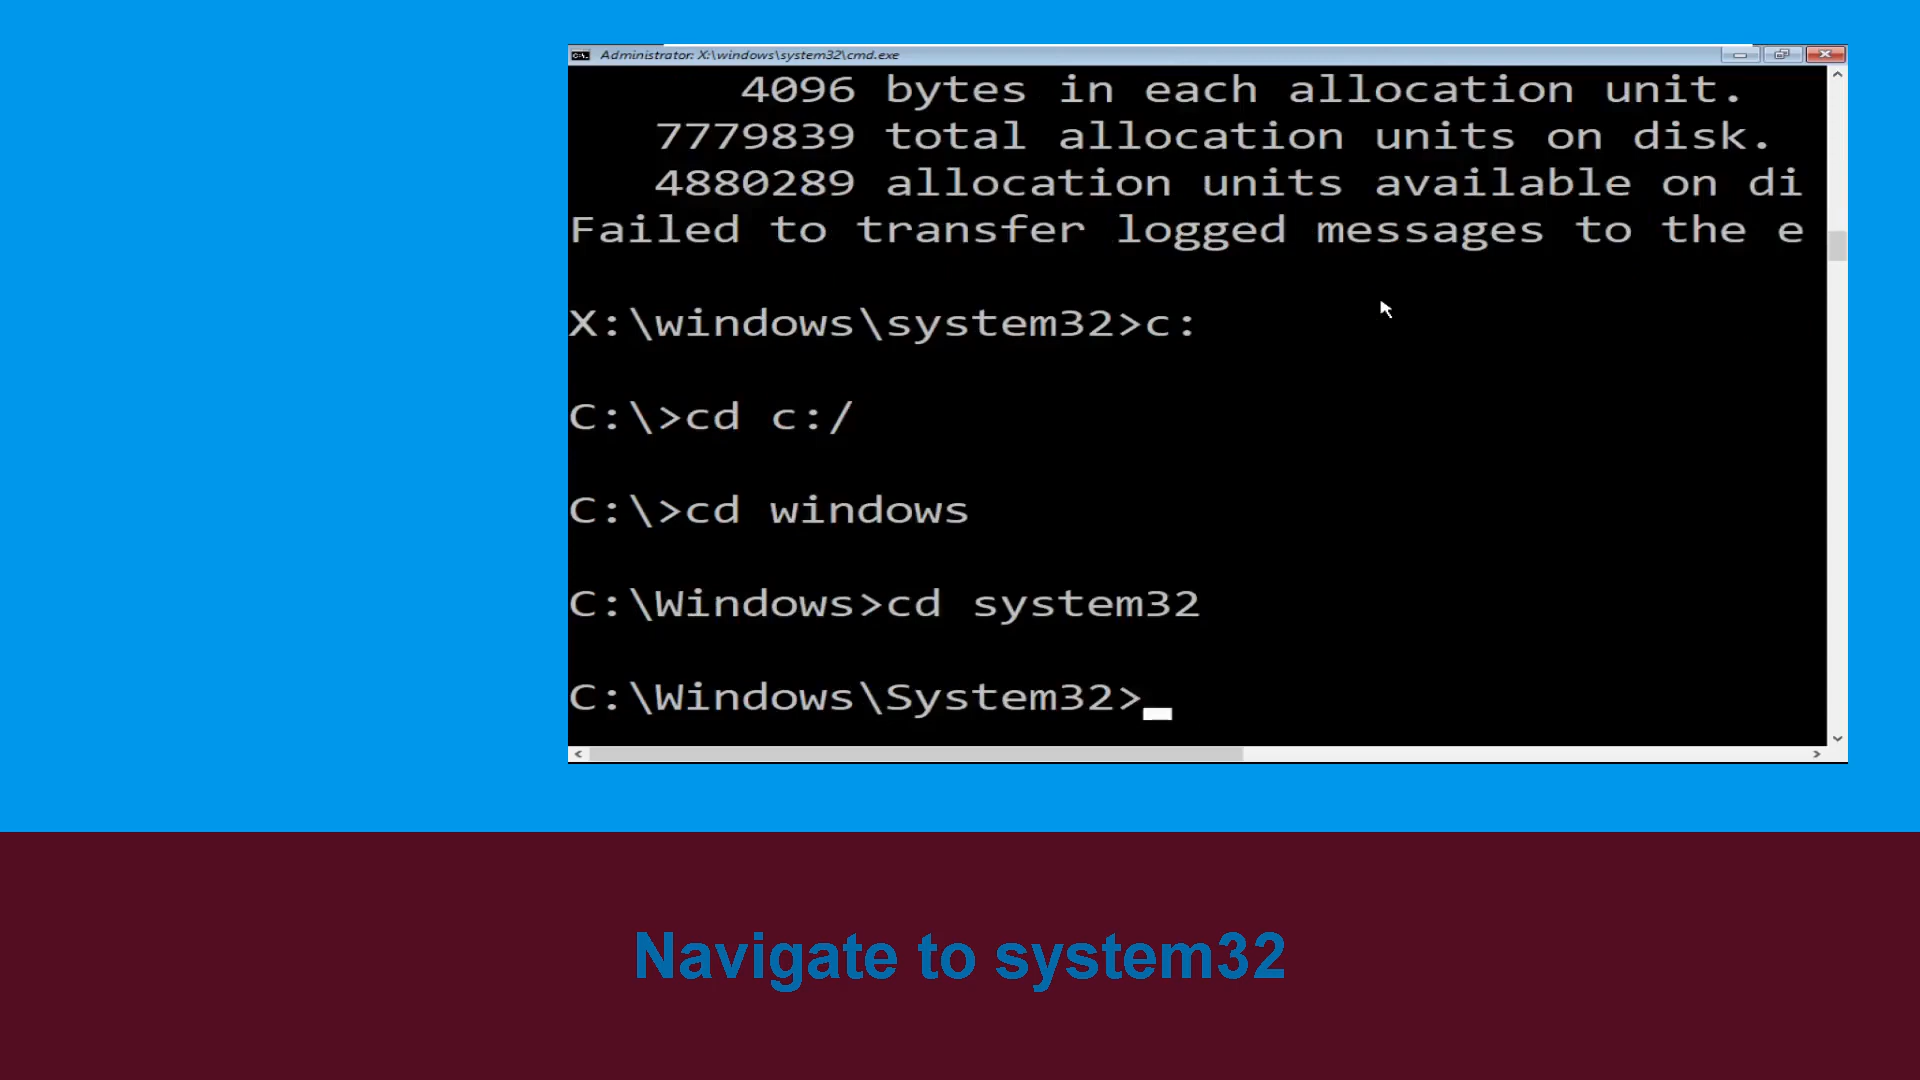 Administrator: X:\windows\system32\cmd.exe
4096 bytes in each allocation unit.
7779839 total allocation units on disk.
4880289 allocation units available on di
Failed to transfer logged messages to the e
X:\windows\system32>c:
C:\>cd c:/
C:\>cd windows
C:\Windows>cd system32
C:\Windows\System32>
Navigate to system32